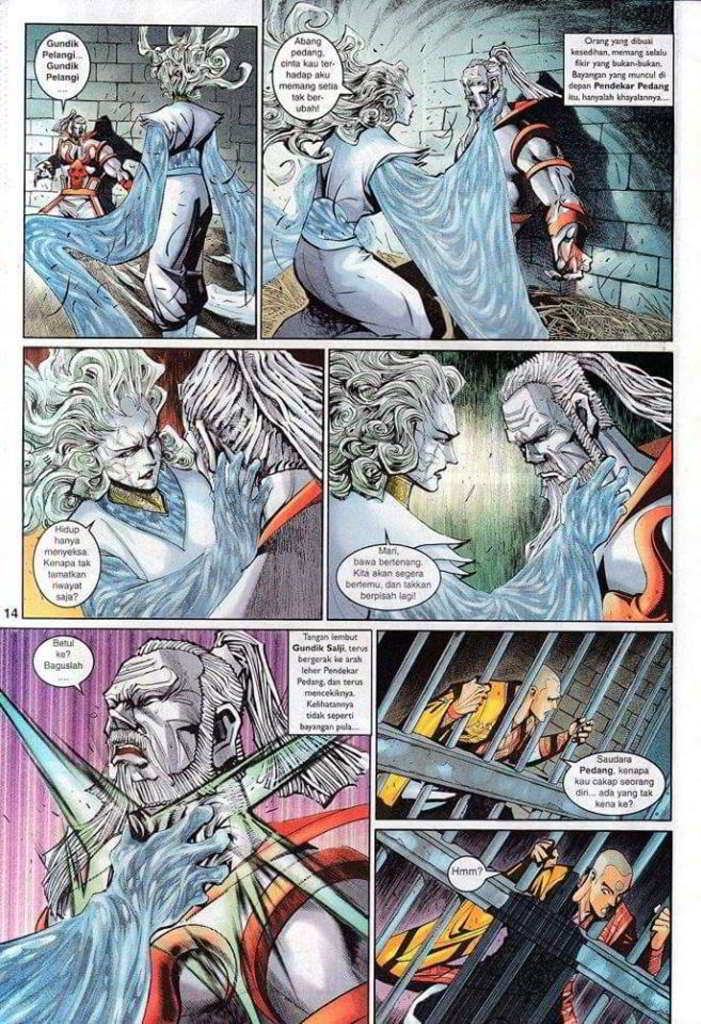 Gundik
Pelangi...
Gundik
Pelangi
....
Abang
pedang,
cinta kau ter-
hadap aku
memang setia
tak ber-
ubah!
Orang yang dibuai
kesedihan, memang selalu
fikir yang bukan-bukan.
Bayangan yang muncul di
depan Pendekar Pedang
itu, hanyalah khayalannya....
Hidup
hanya
menyeksa.
Kenapa tak
tamatkan
riwayat
saja?
Mari,
bawa bertenang.
Kita akan segera
bertemu, dan takkan
berpisah lagi!
14
Betul
ke?
Baguslah
....
Tangan lembut
Gundik Salji, terus
bergerak ke arah
leher Pendekar
Pedang, dan terus
mencekiknya.
Kelihatannya
tidak seperti
bayangan pula....
Saudara
Pedang, kenapa
kau cakap seorang
diri... ada yang tak
kena ke?
Hmm?